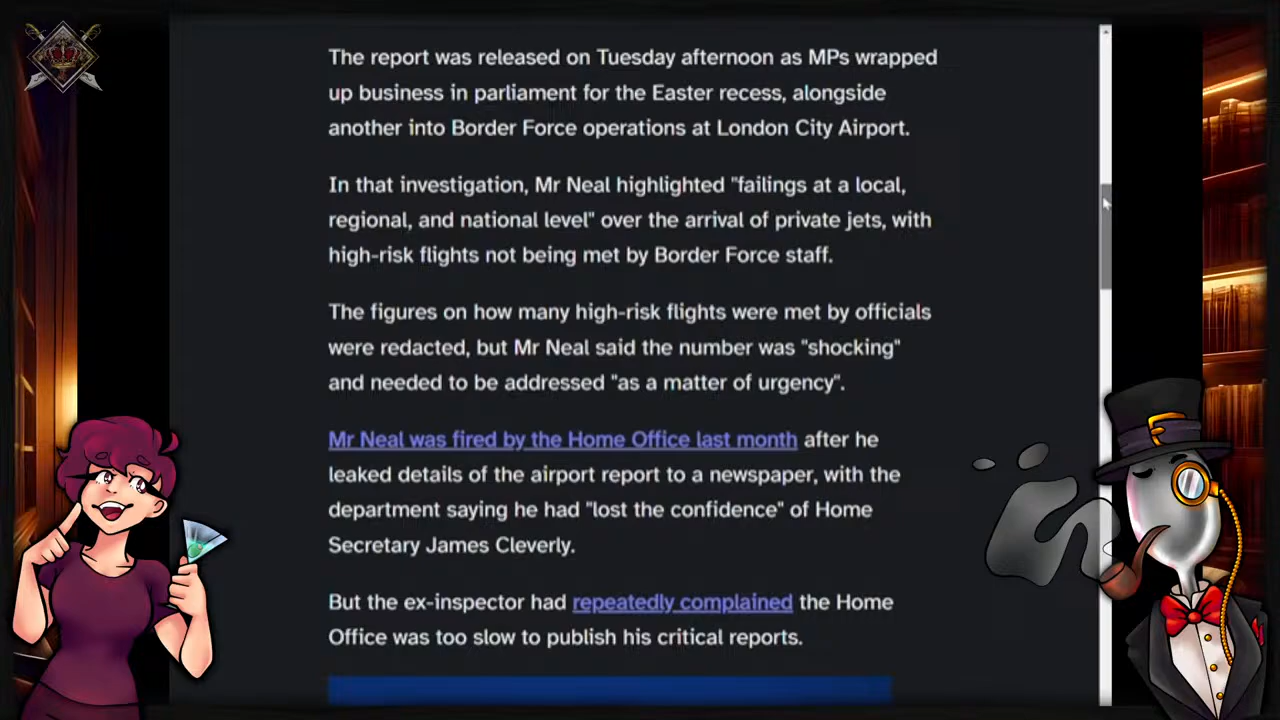 The report was released on Tuesday afternoon as MPs wrapped
up business in parliament for the Easter recess, alongside
another into Border Force operations at London City Airport.
In that investigation, Mr Neal highlighted "failings at a local,
regional, and national level" over the arrival of private jets, with
high-risk flights not being met by Border Force staff.
The figures on how many high-risk flights were met by officials
were redacted, but Mr Neal said the number was "shocking"
and needed to be addressed "as a matter of urgency".
Mr Neal was fired by the Home Office last month after he
leaked details of the airport report to a newspaper, with the
department saying he had "lost the confidence" of Home
Secretary James Cleverly.
But the ex-inspector had repeatedly complained the Home
Office was too slow to publish his critical reports.